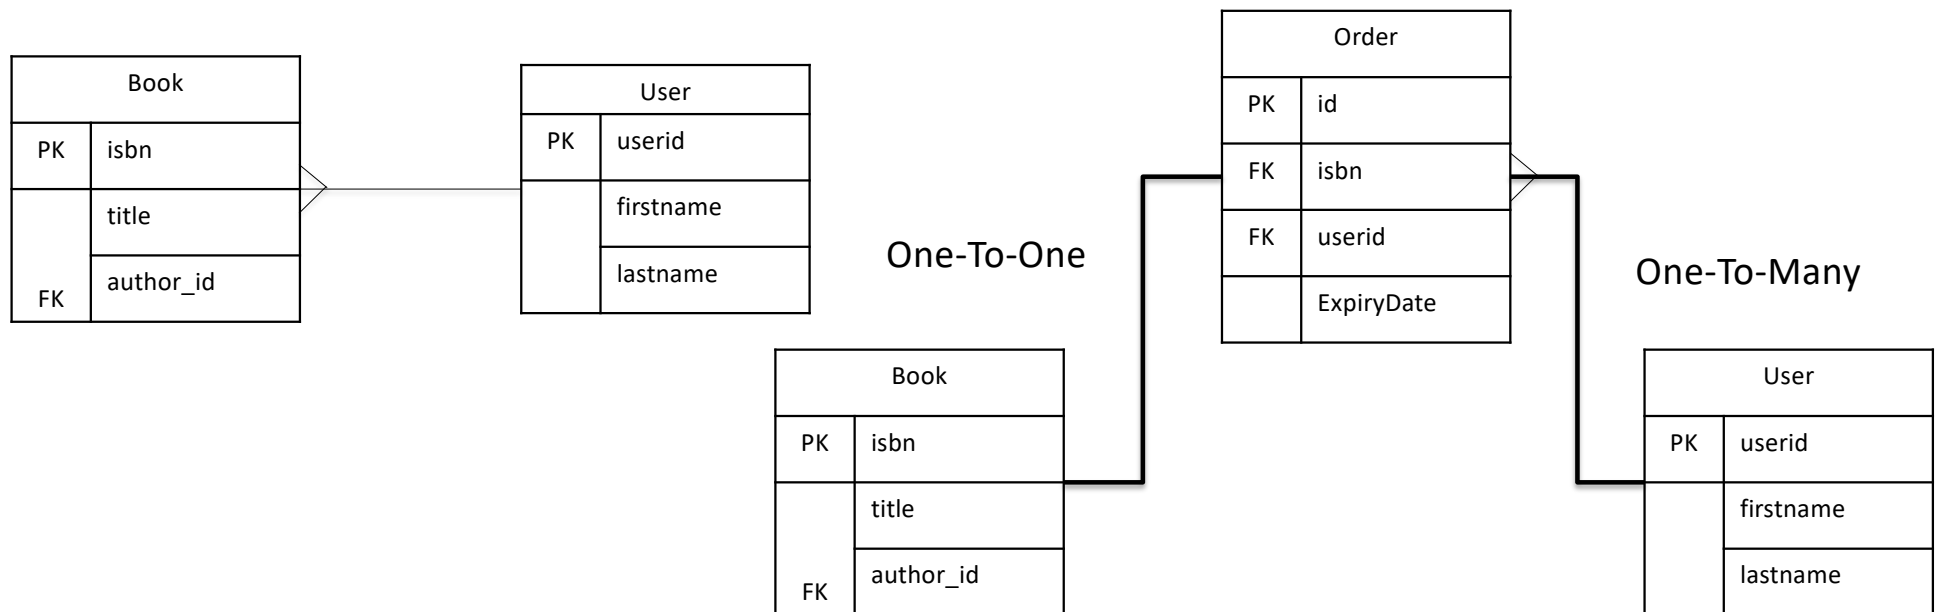 Book
PK isbn
title
FK author_id
User
PK userid
firstname
lastname
Order
PK id
FK isbn
FK userid
ExpiryDate
One-To-One
One-To-Many
Book
PK isbn
title
FK author_id
User
PK userid
firstname
lastname